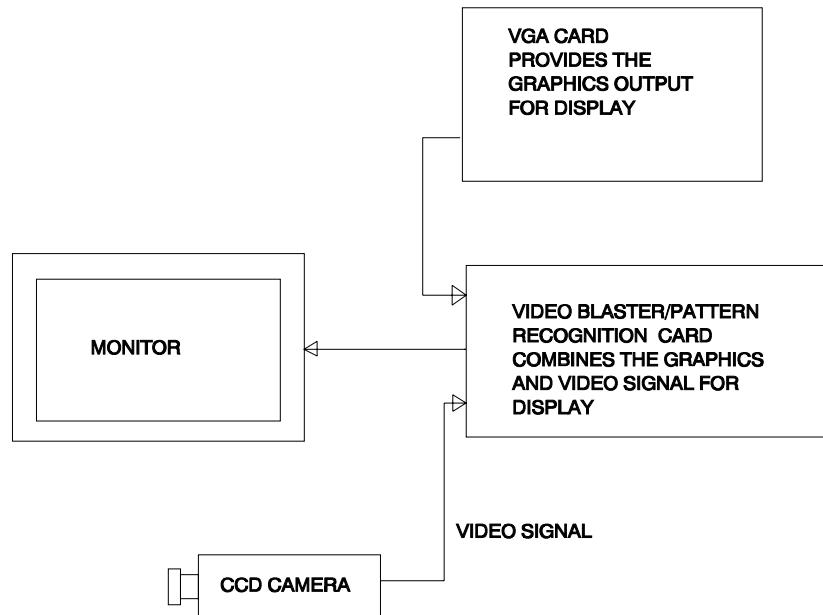 VGA CARD
PROVIDES THE
GRAPHICS OUTPUT
FOR DISPLAY
MONITOR
VIDEO BLASTER/PATTERN
RECOGNITION CARD
COMBINES THE GRAPHICS
AND VIDEO SIGNAL FOR
DISPLAY
VIDEO SIGNAL
CCD CAMERA